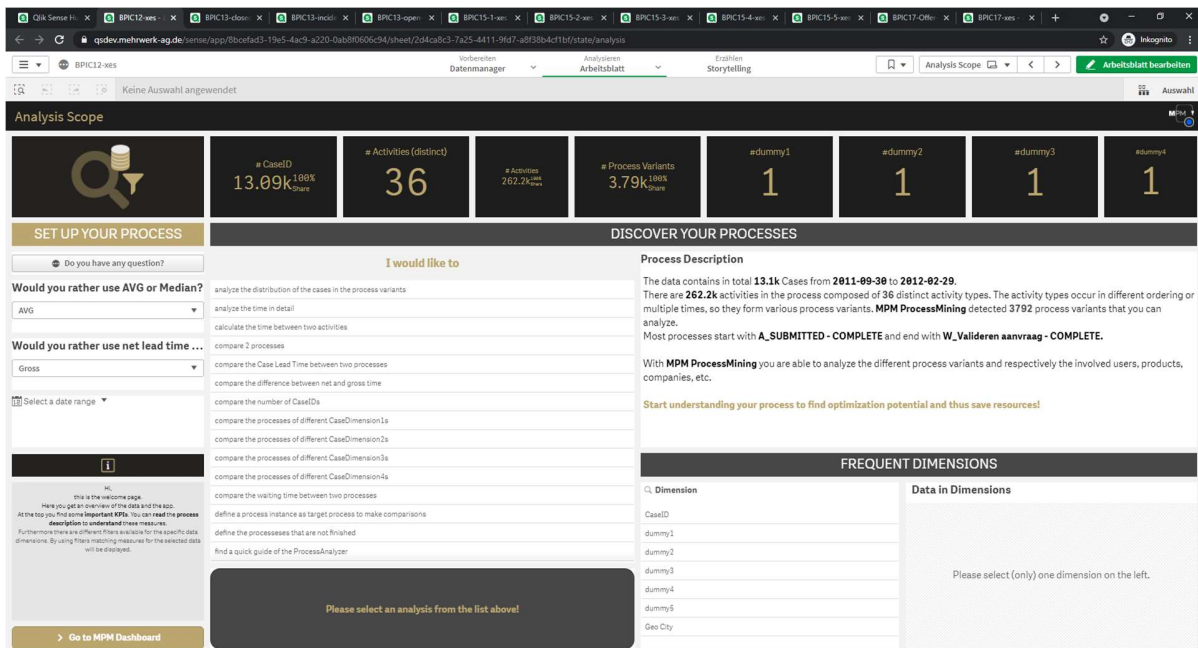 Qlik Sense Hu
BPIC12-xes -
BPIC13-close
BPIC13-incide
BPIC13-open-
BPIC15-1-xes
BPIC15-2-xes
BPIC15-3-xes
BPIC15-4-xes
BPIC15-5-xes
BPIC17-Offer
BPIC17-xes -
qsdev.mehrwerk-ag.de/sense/app/8bcefad3-19e5-4ac9-a220-0ab8f0606c94/sheet/2d4ca8c3-7a25-4411-9fd7-a8f38b4cf1bf/state/analysis
Inkognito
BPIC12-xes
Vorbereiten
Datenmanager
Analysieren
Arbeitsblatt
Erzählen
Storytelling
Analysis Scope
Arbeitsblatt bearbeiten
Keine Auswahl angewendet
Auswahl
Analysis Scope
MPM
# CaseID
13.09k 100% Share
# Activities (distinct)
36
# Activities
262.2k 100% Share
# Process Variants
3.79k 100% Share
#dummy1
1
#dummy2
1
#dummy3
1
#dummy4
1
SET UP YOUR PROCESS
DISCOVER YOUR PROCESSES
Do you have any question?
Would you rather use AVG or Median?
AVG
Would you rather use net lead time ...
Gross
Select a date range
i
Hi,
this is the welcome page.
Here you get an overview of the data and the app.
At the top you find some important KPIs. You can read the process
description to understand these measures.
Furthermore there are different filters available for the specific data
dimensions. By using filters matching measures for the selected data
will be displayed.
Go to MPM Dashboard
I would like to
analyze the distribution of the cases in the process variants
analyze the time in detail
calculate the time between two activities
compare 2 processes
compare the Case Lead Time between two processes
compare the difference between net and gross time
compare the number of CaseIDs
compare the processes of different CaseDimension1s
compare the processes of different CaseDimension2s
compare the processes of different CaseDimension3s
compare the processes of different CaseDimension4s
compare the waiting time between two processes
define a process instance as target process to make comparisons
define the processeses that are not finished
find a quick guide of the ProcessAnalyzer
Please select an analysis from the list above!
Process Description
The data contains in total 13.1k Cases from 2011-09-30 to 2012-02-29.
There are 262.2k activities in the process composed of 36 distinct activity types. The activity types occur in different ordering or
multiple times, so they form various process variants. MPM ProcessMining detected 3792 process variants that you can
analyze.
Most processes start with A_SUBMITTED - COMPLETE and end with W_Valideren aanvraag - COMPLETE.
With MPM ProcessMining you are able to analyze the different process variants and respectively the involved users, products,
companies, etc.
Start understanding your process to find optimization potential and thus save resources!
FREQUENT DIMENSIONS
Dimension
CaseID
dummy1
dummy2
dummy3
dummy4
dummy5
Geo City
Data in Dimensions
Please select (only) one dimension on the left.